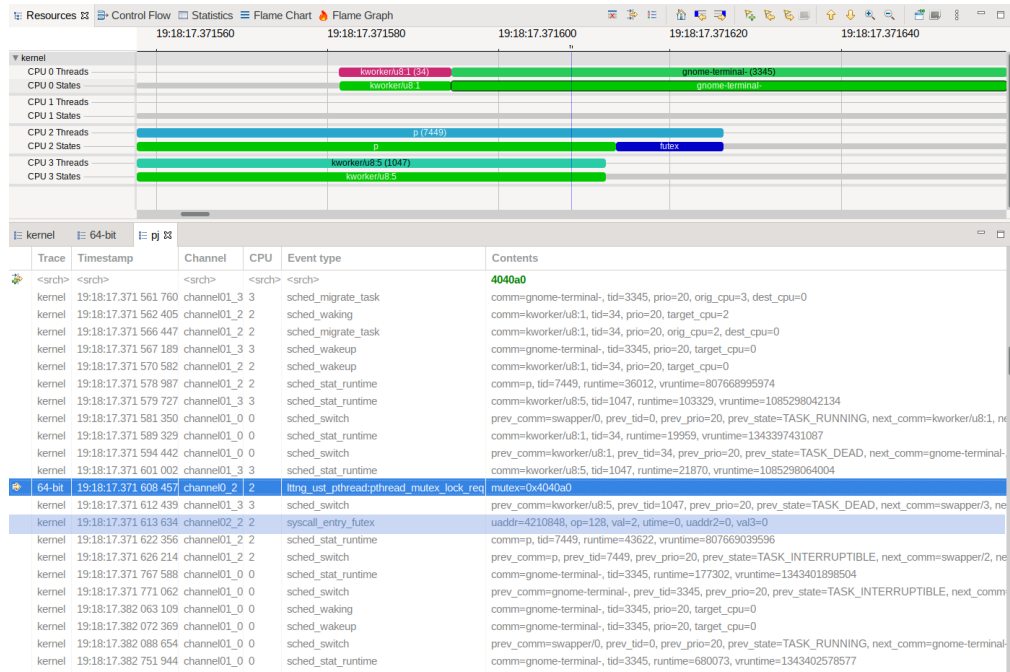 Resources Control Flow Statistics Flame Chart Flame Graph
19:18:17.371560 19:18:17.371580 19:18:17.371600 19:18:17.371620 19:18:17.371640
kernel
CPU 0 Threads kworker/u8:1 (34) gnome-terminal- (3345)
CPU 0 States kworker/u8:1 gnome-terminal-
CPU 1 Threads
CPU 1 States
CPU 2 Threads p (7449)
CPU 2 States p futex
CPU 3 Threads kworker/u8:5 (1047)
CPU 3 States kworker/u8:5
kernel 64-bit pj
Trace Timestamp Channel CPU Event type Contents
<srch> <srch> <srch> <srch> <srch> 4040a0
kernel 19:18:17.371 561 760 channel01_3 3 sched_migrate_task comm=gnome-terminal-, tid=3345, prio=20, orig_cpu=3, dest_cpu=0
kernel 19:18:17.371 562 405 channel01_2 2 sched_waking comm=kworker/u8:1, tid=34, prio=20, target_cpu=2
kernel 19:18:17.371 566 447 channel01_2 2 sched_migrate_task comm=kworker/u8:1, tid=34, prio=20, orig_cpu=2, dest_cpu=0
kernel 19:18:17.371 567 189 channel01_3 3 sched_wakeup comm=gnome-terminal-, tid=3345, prio=20, target_cpu=0
kernel 19:18:17.371 570 582 channel01_2 2 sched_wakeup comm=kworker/u8:1, tid=34, prio=20, target_cpu=0
kernel 19:18:17.371 578 987 channel01_2 2 sched_stat_runtime comm=p, tid=7449, runtime=36012, vruntime=807668995974
kernel 19:18:17.371 579 727 channel01_3 3 sched_stat_runtime comm=kworker/u8:5, tid=1047, runtime=103329, vruntime=1085298042134
kernel 19:18:17.371 581 350 channel01_0 0 sched_switch prev_comm=swapper/0, prev_tid=0, prev_prio=20, prev_state=TASK_RUNNING, next_comm=kworker/u8:1, ne
kernel 19:18:17.371 589 329 channel01_0 0 sched_stat_runtime comm=kworker/u8:1, tid=34, runtime=19959, vruntime=1343397431087
kernel 19:18:17.371 594 442 channel01_0 0 sched_switch prev_comm=kworker/u8:1, prev_tid=34, prev_prio=20, prev_state=TASK_DEAD, next_comm=gnome-terminal-,
kernel 19:18:17.371 601 002 channel01_3 3 sched_stat_runtime comm=kworker/u8:5, tid=1047, runtime=21870, vruntime=1085298064004
64-bit 19:18:17.371 608 457 channel0_2 2 lttng_ust_pthread:pthread_mutex_lock_req mutex=0x4040a0
kernel 19:18:17.371 612 439 channel01_3 3 sched_switch prev_comm=kworker/u8:5, prev_tid=1047, prev_prio=20, prev_state=TASK_DEAD, next_comm=swapper/3, ne
kernel 19:18:17.371 613 634 channel02_2 2 syscall_entry_futex uaddr=4210848, op=128, val=2, utime=0, uaddr2=0, val3=0
kernel 19:18:17.371 622 356 channel01_2 2 sched_stat_runtime comm=p, tid=7449, runtime=43622, vruntime=807669039596
kernel 19:18:17.371 626 214 channel01_2 2 sched_switch prev_comm=p, prev_tid=7449, prev_prio=20, prev_state=TASK_INTERRUPTIBLE, next_comm=swapper/2, ne
kernel 19:18:17.371 767 588 channel01_0 0 sched_stat_runtime comm=gnome-terminal-, tid=3345, runtime=177302, vruntime=1343401898504
kernel 19:18:17.371 771 062 channel01_0 0 sched_switch prev_comm=gnome-terminal-, prev_tid=3345, prev_prio=20, prev_state=TASK_INTERRUPTIBLE, next_comm
kernel 19:18:17.382 063 109 channel01_0 0 sched_waking comm=gnome-terminal-, tid=3345, prio=20, target_cpu=0
kernel 19:18:17.382 072 369 channel01_0 0 sched_wakeup comm=gnome-terminal-, tid=3345, prio=20, target_cpu=0
kernel 19:18:17.382 088 654 channel01_0 0 sched_switch prev_comm=swapper/0, prev_tid=0, prev_prio=20, prev_state=TASK_RUNNING, next_comm=gnome-terminal-
kernel 19:18:17.382 751 944 channel01_0 0 sched_stat_runtime comm=gnome-terminal-, tid=3345, runtime=680073, vruntime=1343402578577